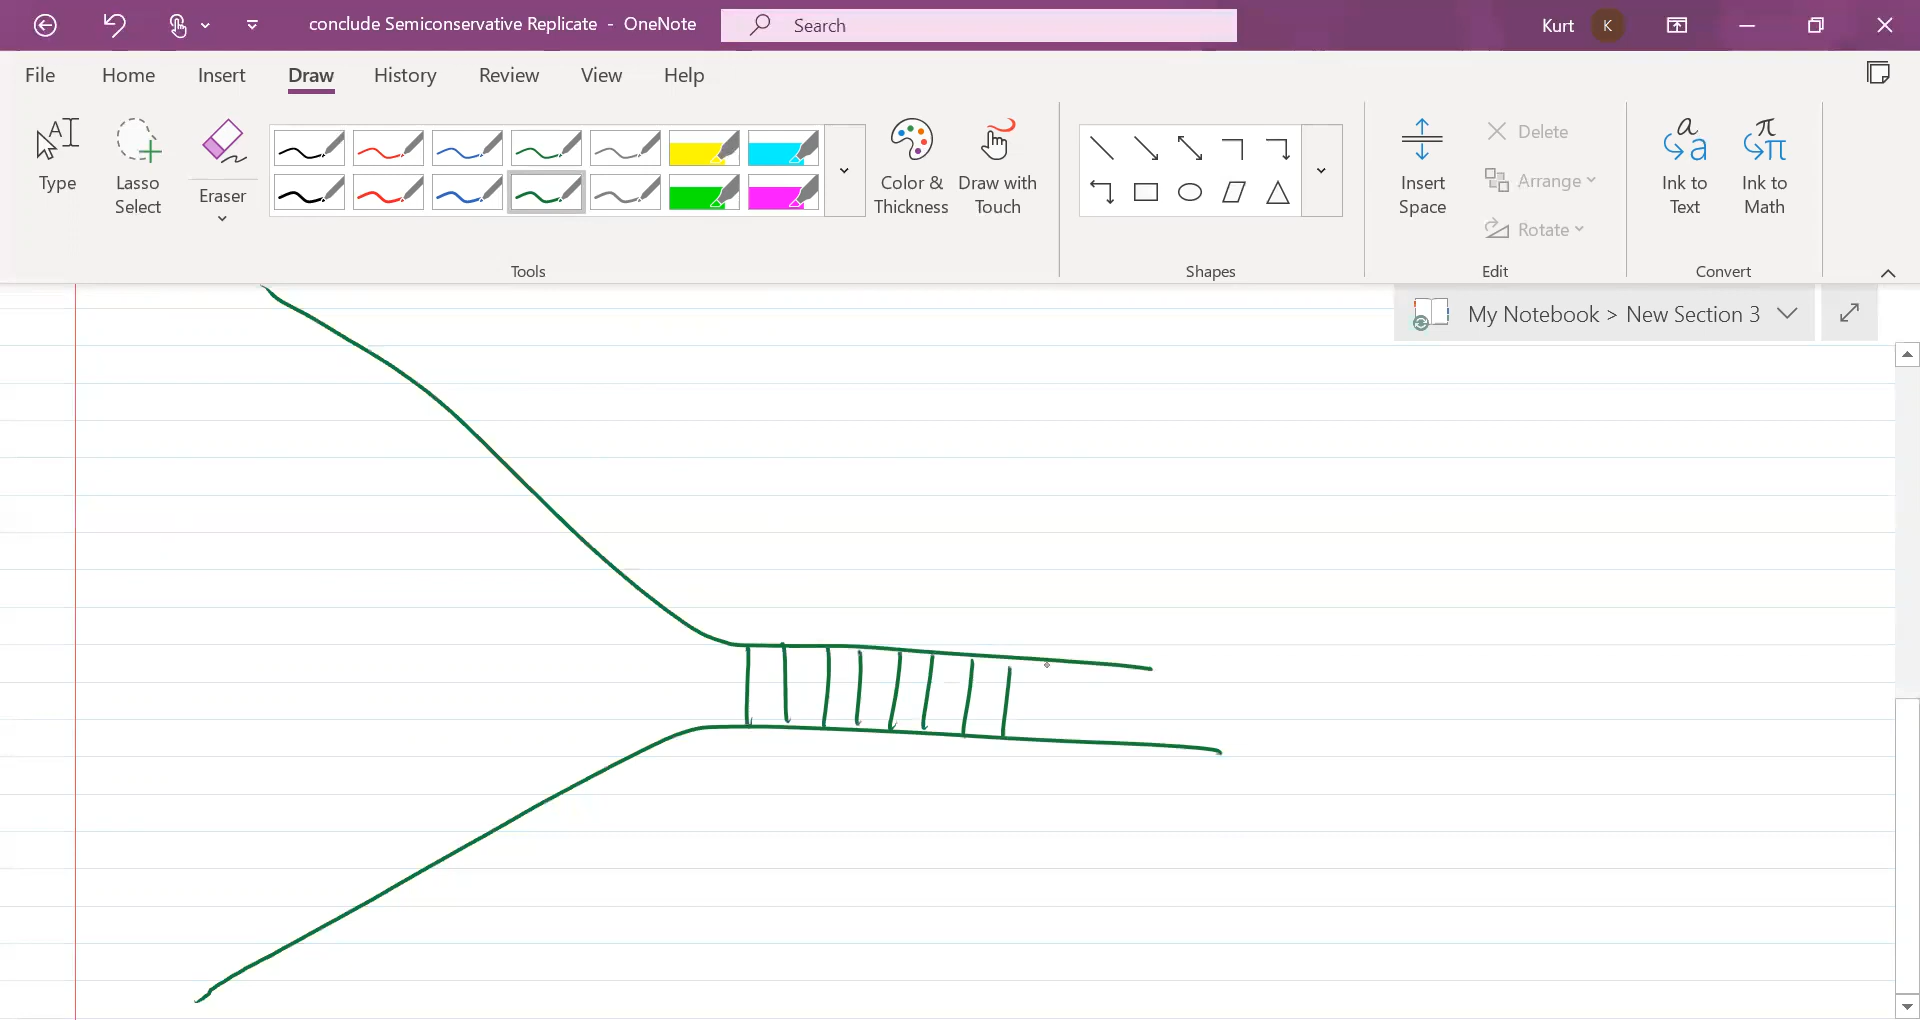 conclude Semiconservative Replicate - OneNote
Search
Kurt
K
File Home Insert Draw History Review View Help
Type
Lasso Select
Eraser
Color & Thickness
Draw with Touch
Insert Space
Delete
Arrange
Rotate
Ink to Text
Ink to Math
Tools
Shapes
Edit
Convert
My Notebook > New Section 3